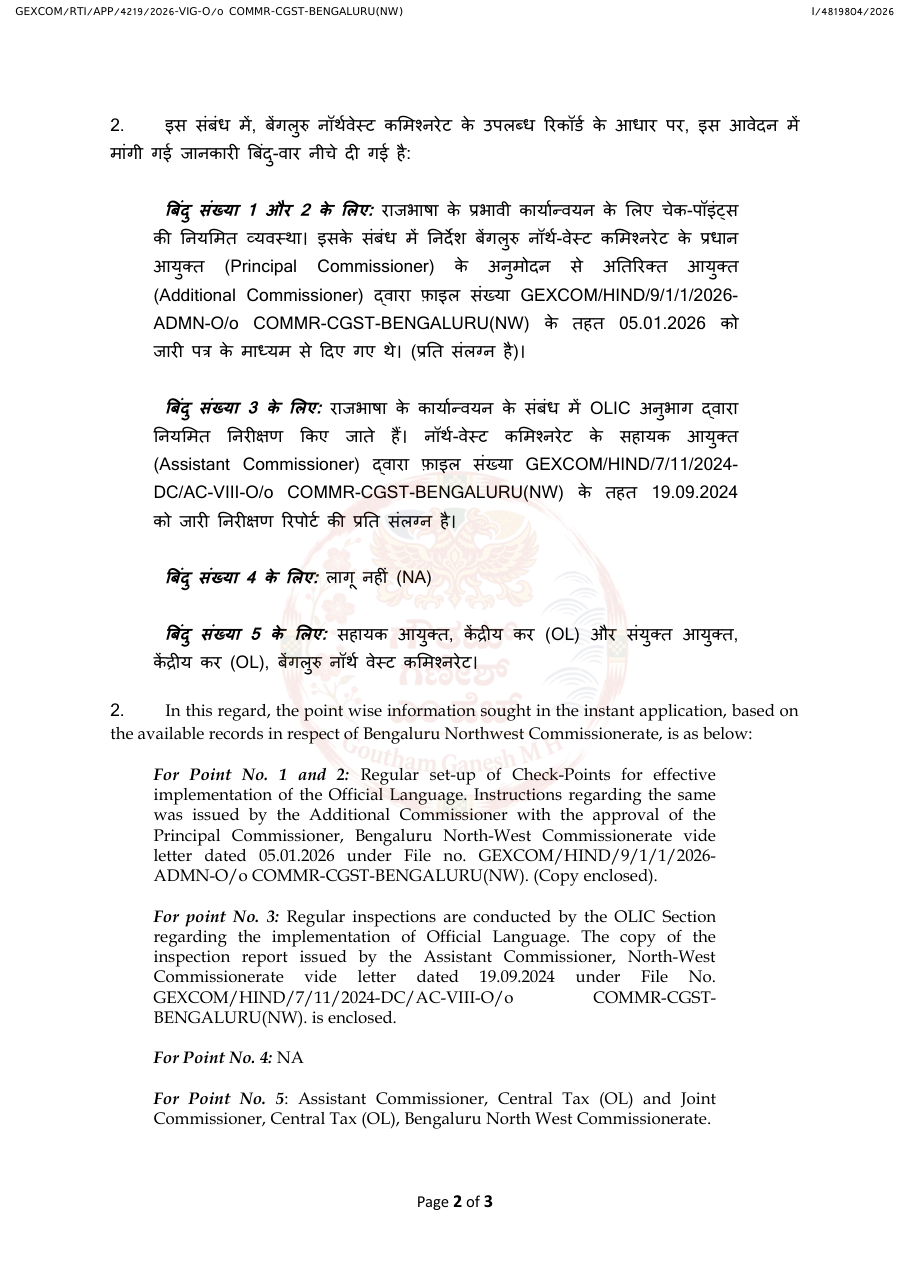 GEXCOM/RTI/APP/4219/2026-VIG-O/o COMMR-CGST-BENGALURU(NW)
I/4819804/2026
2. इस संबंध में, बेंगलुरु नॉर्थवेस्ट कमिश्नरेट के उपलब्ध रिकॉर्ड के आधार पर, इस आवेदन में
मांगी गई जानकारी बिंदु-वार नीचे दी गई है:
बिंदु संख्या 1 और 2 के लिए: राजभाषा के प्रभावी कार्यान्वयन के लिए चेक-पॉइंट्स
की नियमित व्यवस्था। इसके संबंध में निर्देश बेंगलुरु नॉर्थ-वेस्ट कमिश्नरेट के प्रधान
आयुक्त (Principal Commissioner) के अनुमोदन से अतिरिक्त आयुक्त
(Additional Commissioner) द्वारा फ़ाइल संख्या GEXCOM/HIND/9/1/1/2026-
ADMN-O/o COMMR-CGST-BENGALURU(NW) के तहत 05.01.2026 को
जारी पत्र के माध्यम से दिए गए थे। (प्रति संलग्न है)।
बिंदु संख्या 3 के लिए: राजभाषा के कार्यान्वयन के संबंध में OLIC अनुभाग द्वारा
नियमित निरीक्षण किए जाते हैं। नॉर्थ-वेस्ट कमिश्नरेट के सहायक आयुक्त
(Assistant Commissioner) द्वारा फ़ाइल संख्या GEXCOM/HIND/7/11/2024-
DC/AC-VIII-O/o COMMR-CGST-BENGALURU(NW) के तहत 19.09.2024
को जारी निरीक्षण रिपोर्ट की प्रति संलग्न है।
बिंदु संख्या 4 के लिए: लागू नहीं (NA)
बिंदु संख्या 5 के लिए: सहायक आयुक्त, केंद्रीय कर (OL) और संयुक्त आयुक्त,
केंद्रीय कर (OL), बेंगलुरु नॉर्थ वेस्ट कमिश्नरेट।
ಗೌತಮ್
ಗಣೇಶ್
ಎಂ ಹೆಚ್
Goutham Ganesh M H
2. In this regard, the point wise information sought in the instant application, based on
the available records in respect of Bengaluru Northwest Commissionerate, is as below:
For Point No. 1 and 2: Regular set-up of Check-Points for effective
implementation of the Official Language. Instructions regarding the same
was issued by the Additional Commissioner with the approval of the
Principal Commissioner, Bengaluru North-West Commissionerate vide
letter dated 05.01.2026 under File no. GEXCOM/HIND/9/1/1/2026-
ADMN-O/o COMMR-CGST-BENGALURU(NW). (Copy enclosed).
For point No. 3: Regular inspections are conducted by the OLIC Section
regarding the implementation of Official Language. The copy of the
inspection report issued by the Assistant Commissioner, North-West
Commissionerate vide letter dated 19.09.2024 under File No.
GEXCOM/HIND/7/11/2024-DC/AC-VIII-O/o COMMR-CGST-
BENGALURU(NW). is enclosed.
For Point No. 4: NA
For Point No. 5: Assistant Commissioner, Central Tax (OL) and Joint
Commissioner, Central Tax (OL), Bengaluru North West Commissionerate.
Page 2 of 3